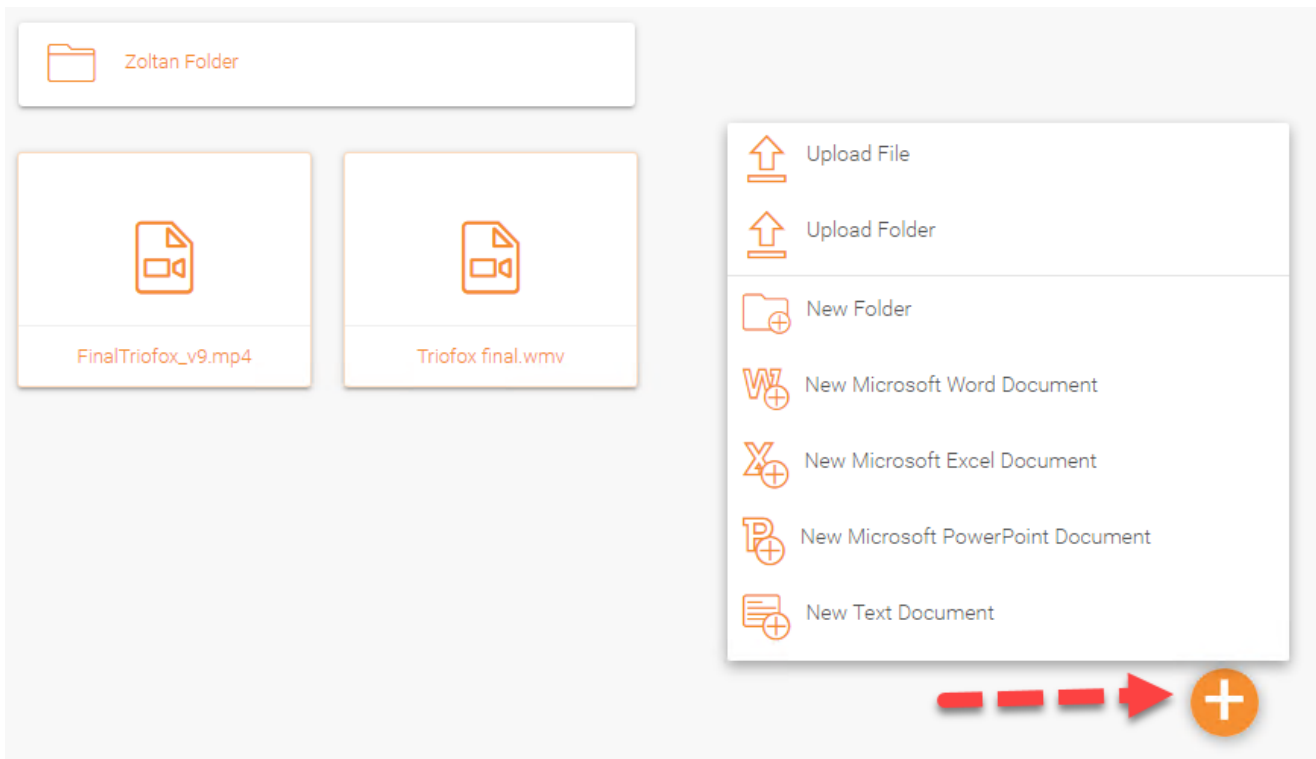 Zoltan Folder
FinalTriofox_v9.mp4
Triofox final.wmv
Upload File
Upload Folder
New Folder
New Microsoft Word Document
New Microsoft Excel Document
New Microsoft PowerPoint Document
New Text Document